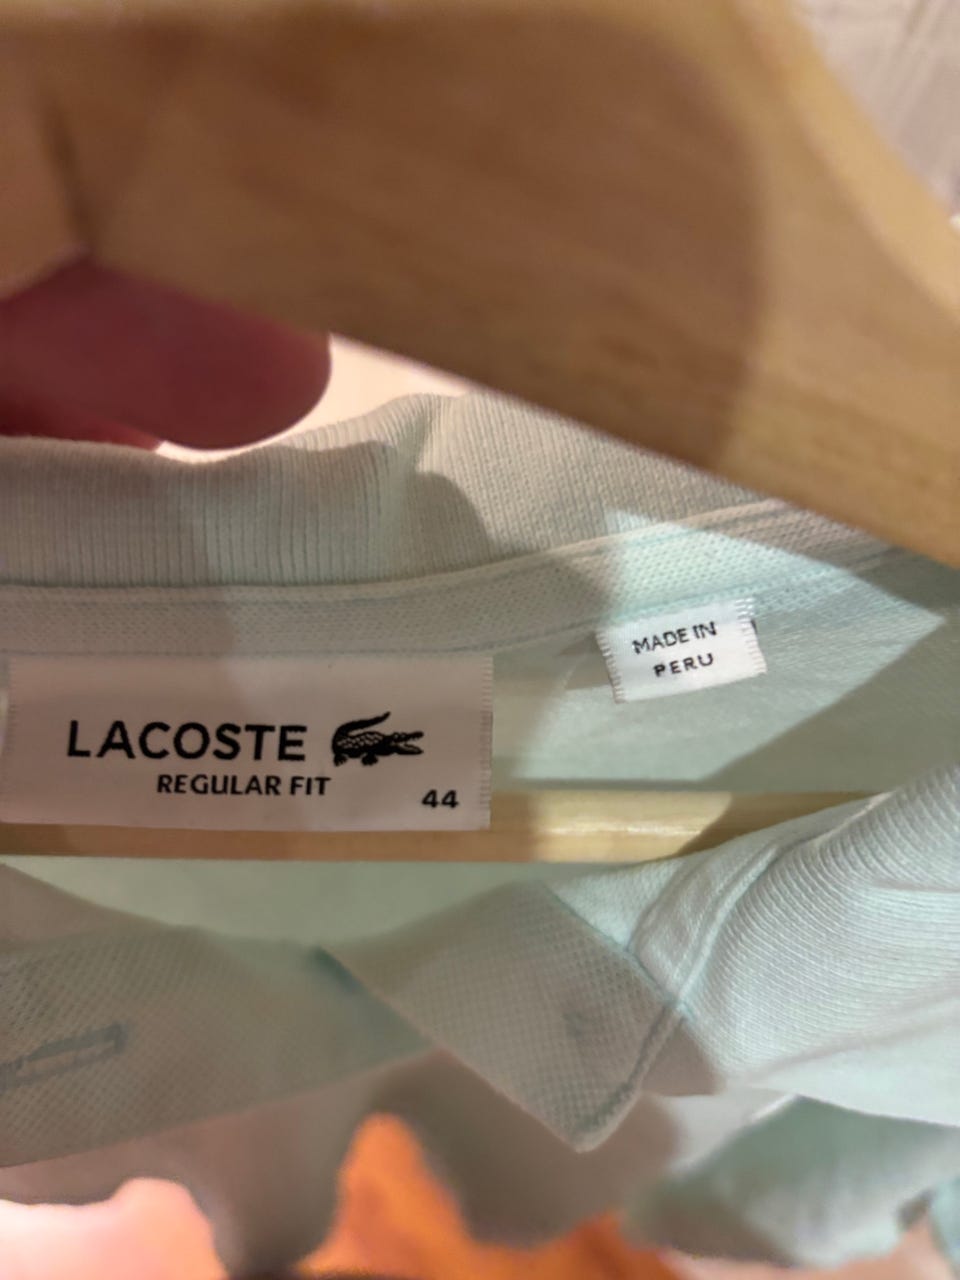 MADE IN
PERU
LACOSTE
REGULAR FIT
44